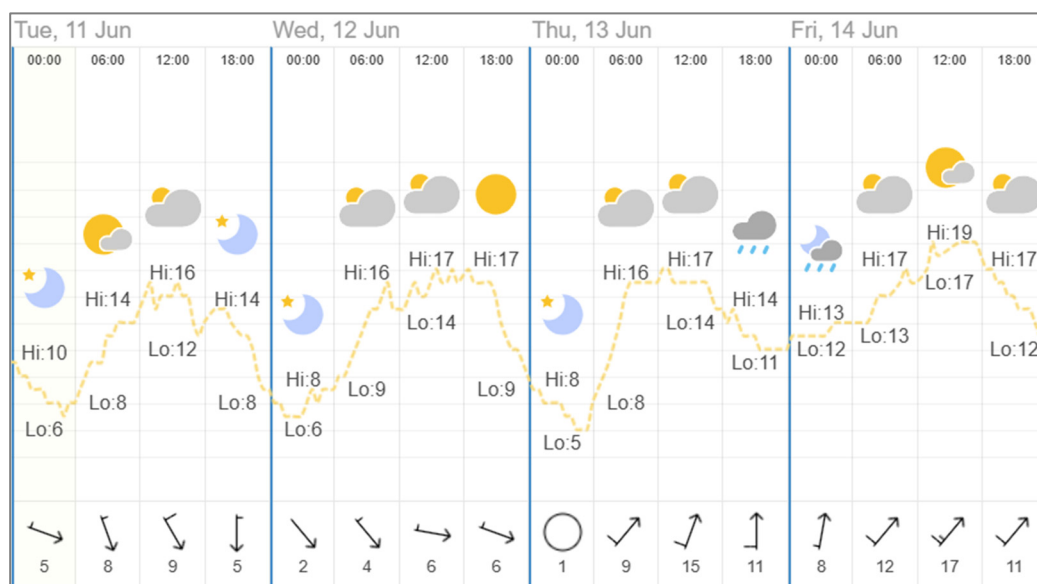 Tue, 11 Jun Wed, 12 Jun Thu, 13 Jun Fri, 14 Jun
00:00 06:00 12:00 18:00 00:00 06:00 12:00 18:00 00:00 06:00 12:00 18:00 00:00 06:00 12:00 18:00
Hi:19
Hi:17 Hi:17 Hi:17 Hi:17 Hi:17
Hi:16 Hi:16 Hi:16
Lo:17
Hi:14 Hi:14 Hi:14
Hi:13
Lo:14 Lo:14
Lo:13
Hi:10 Lo:12 Lo:12 Lo:12
Lo:11
Hi:8 Hi:8
Lo:9 Lo:9
Lo:8 Lo:8 Lo:8
Lo:6 Lo:6
Lo:5
5 8 9 5 2 4 6 6 1 9 15 11 8 12 17 11